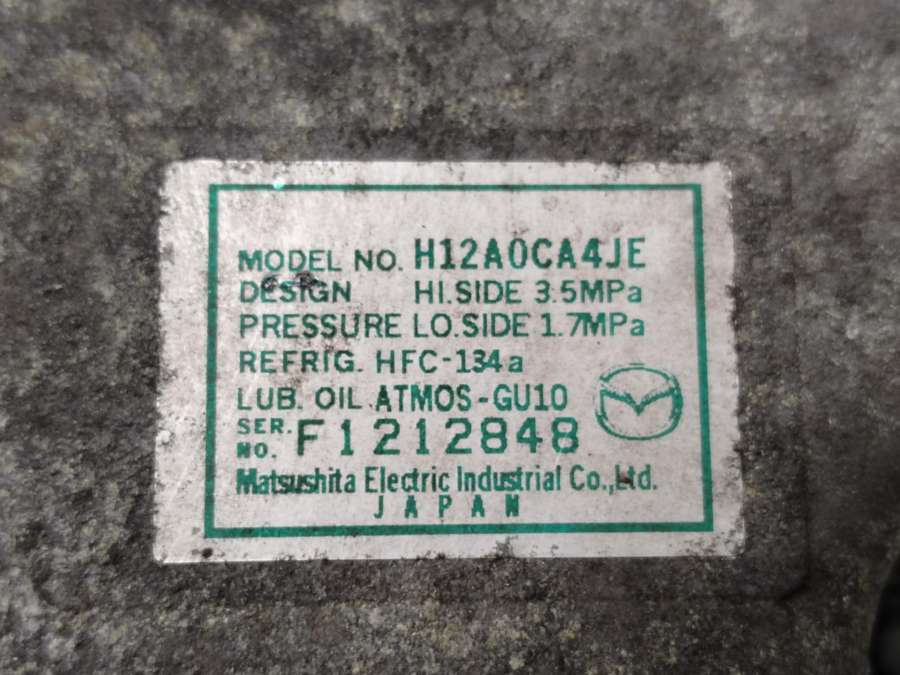 MODEL NO. H12A0CA4JE
DESIGN HI.SIDE 3.5MPa
PRESSURE LO.SIDE 1.7MPa
REFRIG. HFC-134a
LUB. OIL ATMOS-GU10
SER. NO. F1212848
Matsushita Electric Industrial Co.,Ltd.
JAPAN